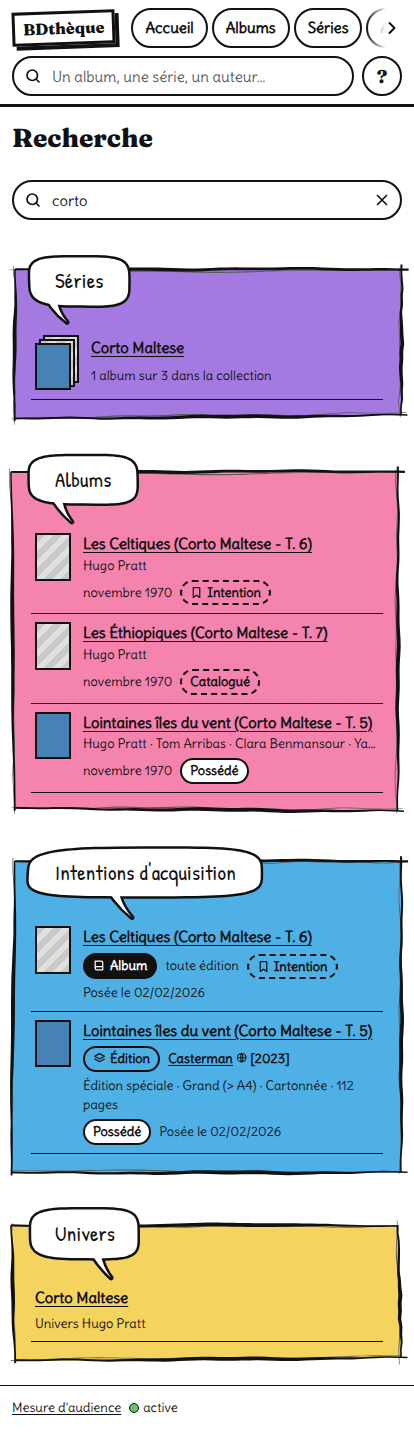 BDthèque Accueil Albums Séries
Un album, une série, un auteur... ?
Recherche
corto
Séries
Corto Maltese
1 album sur 3 dans la collection
Albums
Les Celtiques (Corto Maltese - T. 6)
Hugo Pratt
novembre 1970 Intention
Les Éthiopiques (Corto Maltese - T. 7)
Hugo Pratt
novembre 1970 Catalogué
Lointaines îles du vent (Corto Maltese - T. 5)
Hugo Pratt · Tom Arribas · Clara Benmansour · Ya...
novembre 1970 Possédé
Intentions d'acquisition
Les Celtiques (Corto Maltese - T. 6)
Album toute édition Intention
Posée le 02/02/2026
Lointaines îles du vent (Corto Maltese - T. 5)
Édition Casterman [2023]
Édition spéciale · Grand (> A4) · Cartonnée · 112
pages
Possédé Posée le 02/02/2026
Univers
Corto Maltese
Univers Hugo Pratt
Mesure d'audience active